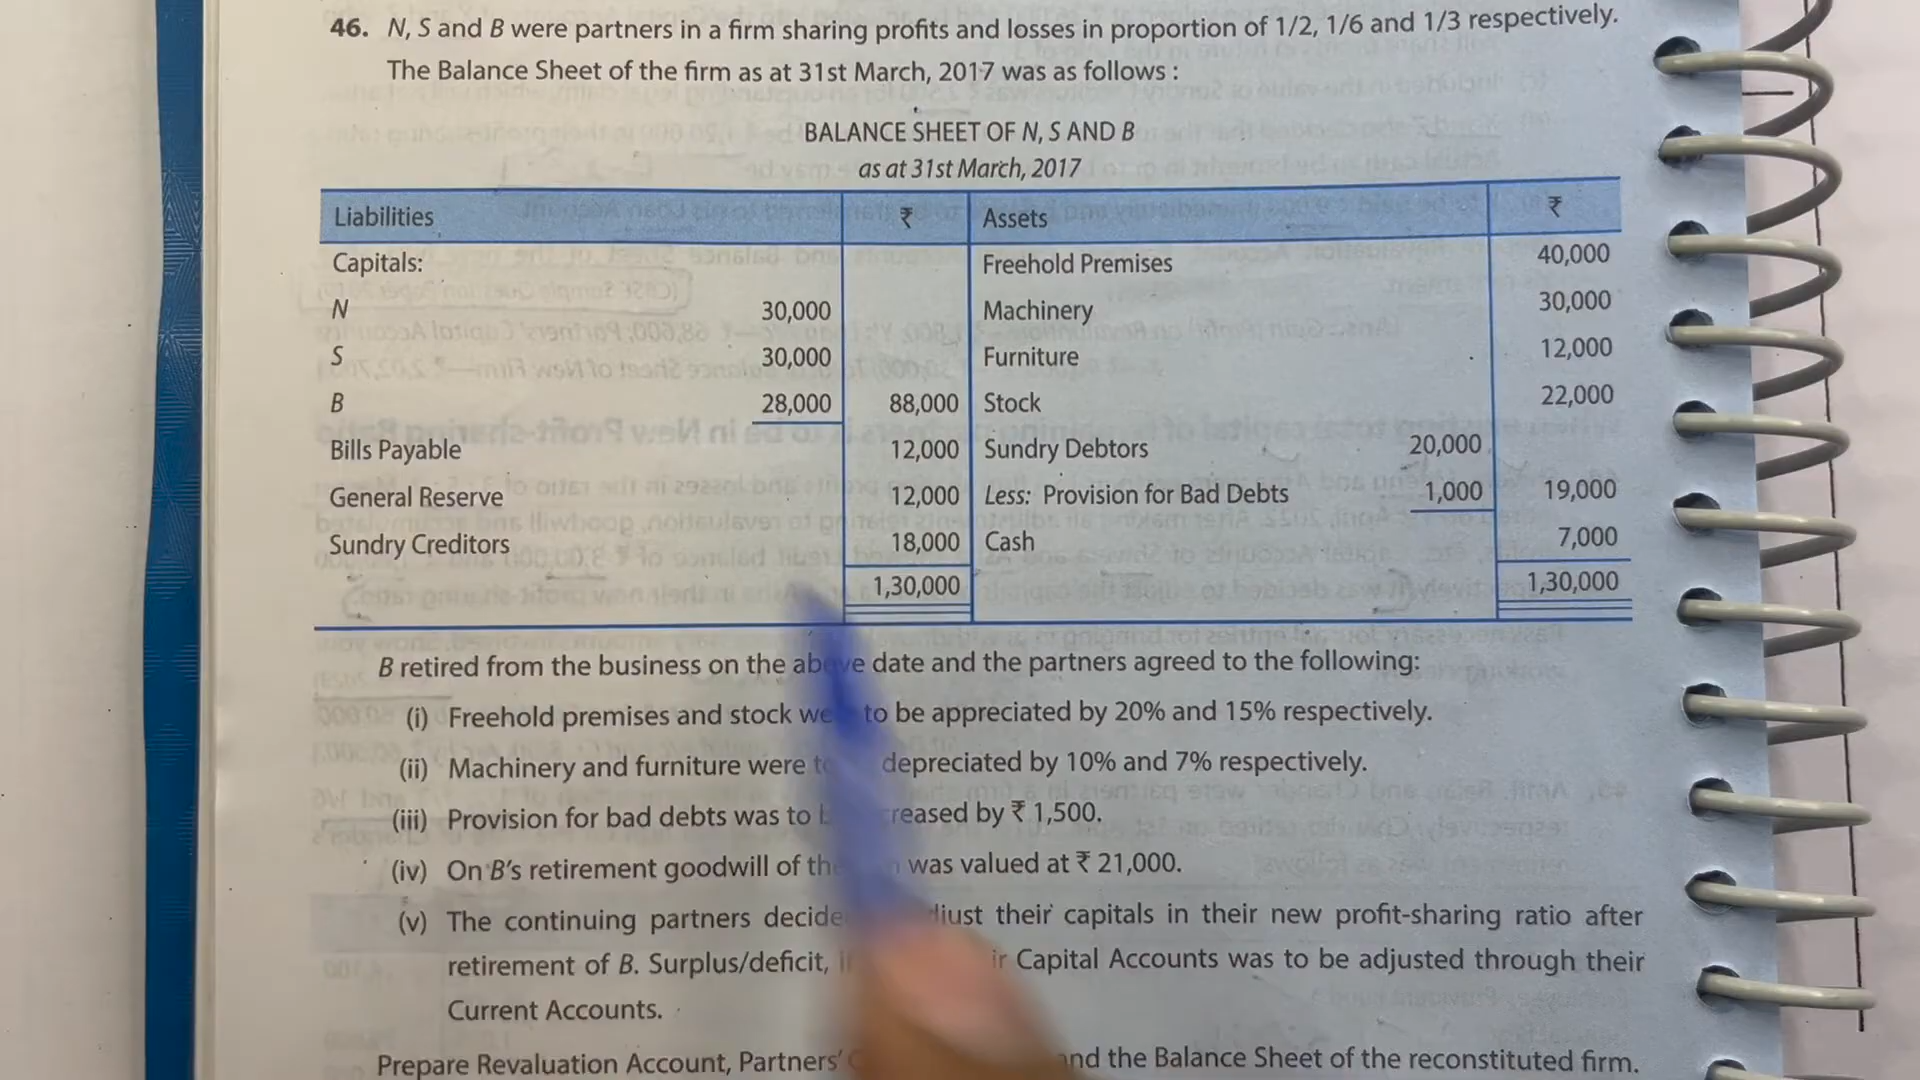 46. N, S and B were partners in a firm sharing profits and losses in proportion of 1/2, 1/6 and 1/3 respectively.
The Balance Sheet of the firm as at 31st March, 2017 was as follows :
BALANCE SHEET OF N, S AND B
as at 31st March, 2017
Liabilities ₹ Assets ₹
Capitals: Freehold Premises 40,000
N 30,000 Machinery 30,000
S 30,000 Furniture 12,000
B 28,000 88,000 Stock 22,000
Bills Payable 12,000 Sundry Debtors 20,000
General Reserve 12,000 Less: Provision for Bad Debts 1,000 19,000
Sundry Creditors 18,000 Cash 7,000
1,30,000 1,30,000
B retired from the business on the above date and the partners agreed to the following:
(i) Freehold premises and stock we to be appreciated by 20% and 15% respectively.
(ii) Machinery and furniture were depreciated by 10% and 7% respectively.
(iii) Provision for bad debts was to reased by ₹ 1,500.
(iv) On B's retirement goodwill of was valued at ₹ 21,000.
(v) The continuing partners decide their capitals in their new profit-sharing ratio after
retirement of B. Surplus/deficit, Capital Accounts was to be adjusted through their
Current Accounts.
Prepare Revaluation Account, Partners' and the Balance Sheet of the reconstituted firm.